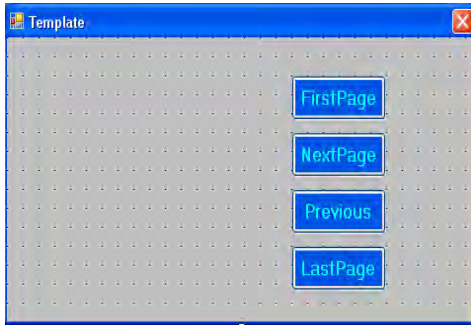 Template
FirstPage
NextPage
Previous
LastPage